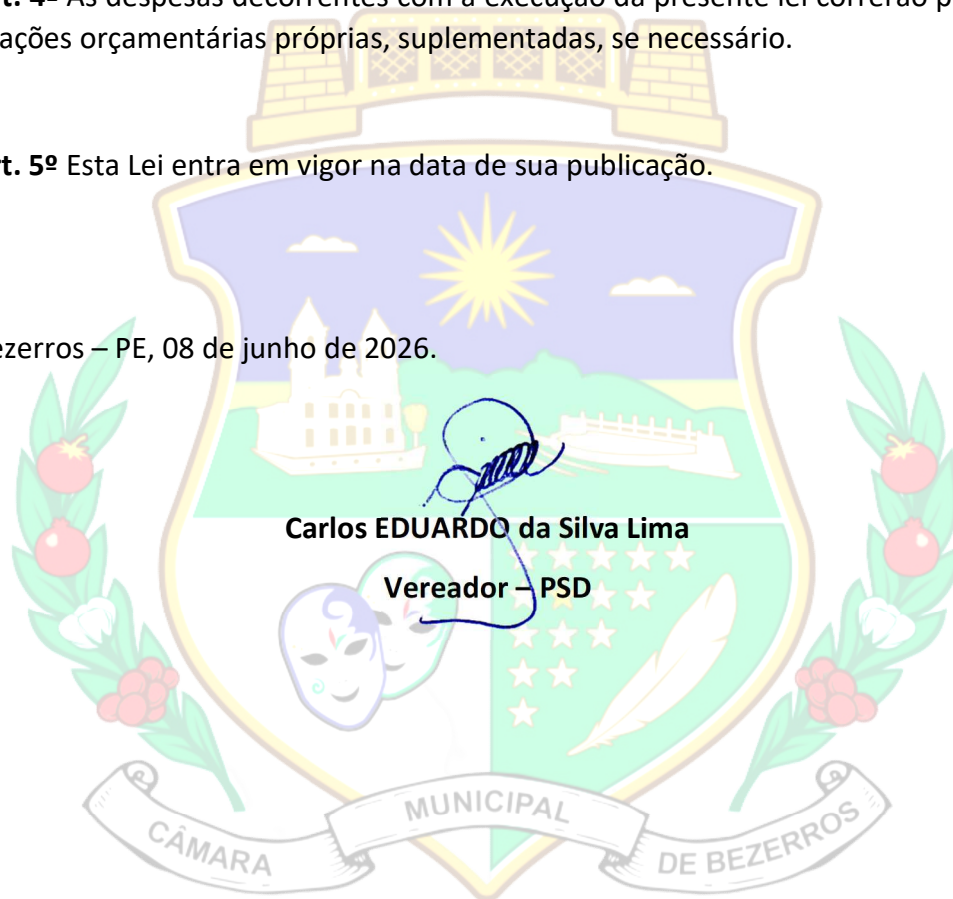 t. 4º As despesas decorrentes com a execução da presente lei correrão p
ações orçamentárias próprias, suplementadas, se necessário.
t. 5º Esta Lei entra em vigor na data de sua publicação.
ezerros – PE, 08 de junho de 2026.
Carlos EDUARDO da Silva Lima
Vereador – PSD
CÂMARA MUNICIPAL DE BEZERROS